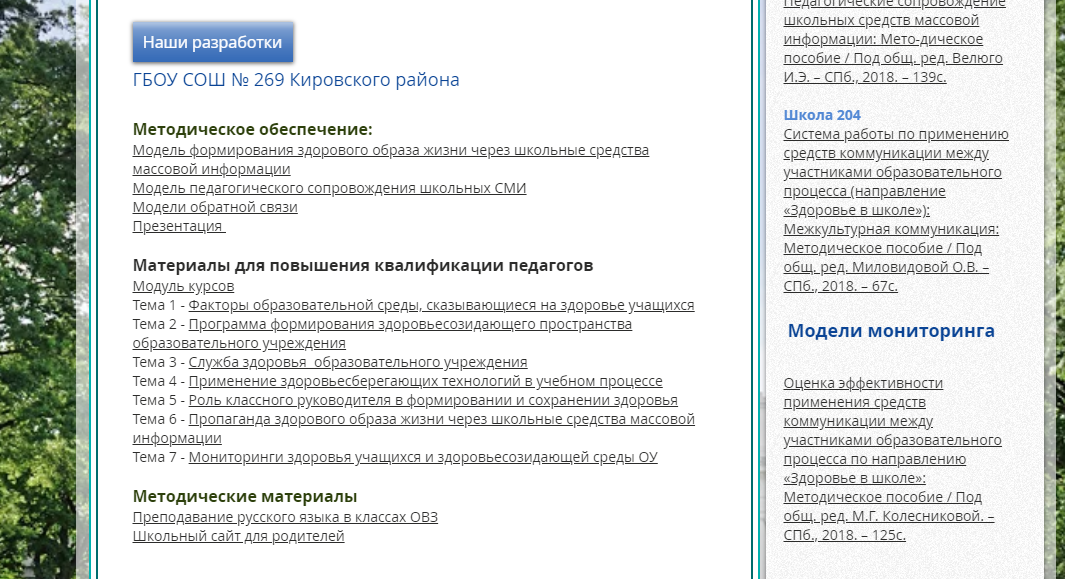 Наши разработки
ГБОУ СОШ № 269 Кировского района
Методическое обеспечение:
Модель формирования здорового образа жизни через школьные средства
массовой информации
Модель педагогического сопровождения школьных СМИ
Модели обратной связи
Презентация
Материалы для повышения квалификации педагогов
Модуль курсов
Тема 1 - Факторы образовательной среды, сказывающиеся на здоровье учащихся
Тема 2 - Программа формирования здоровьесозидающего пространства
образовательного учреждения
Тема 3 - Служба здоровья  образовательного учреждения
Тема 4 - Применение здоровьесберегающих технологий в учебном процессе
Тема 5 - Роль классного руководителя в формировании и сохранении здоровья
Тема 6 - Пропаганда здорового образа жизни через школьные средства массовой
информации
Тема 7 - Мониторинги здоровья учащихся и здоровьесозидающей среды ОУ
Методические материалы
Преподавание русского языка в классах ОВЗ
Школьный сайт для родителей
Педагогические сопровождение
школьных средств массовой
информации: Мето-дическое
пособие / Под общ. ред. Велюго
И.Э. – СПб., 2018. – 139с.
Школа 204
Система работы по применению
средств коммуникации между
участниками образовательного
процесса (направление
«Здоровье в школе»):
Межкультурная коммуникация:
Методическое пособие / Под
общ. ред. Миловидовой О.В. –
СПб., 2018. – 67с.
Модели мониторинга
Оценка эффективности
применения средств
коммуникации между
участниками образовательного
процесса по направлению
«Здоровье в школе»:
Методическое пособие / Под
общ. ред. М.Г. Колесниковой. –
СПб., 2018. – 125с.